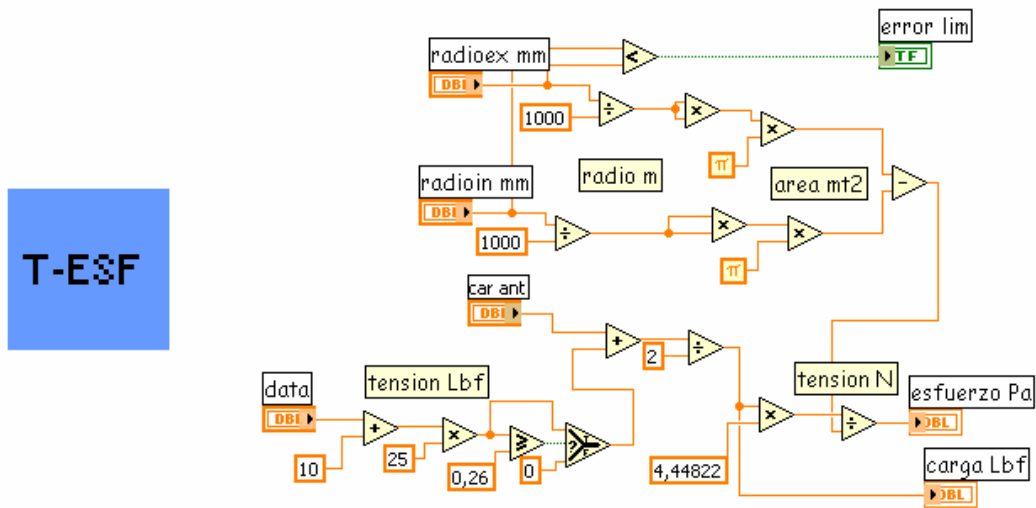 error lim
radioex mm
TF
DBL
1000
π
radio m
area mt2
radioin mm
DBL
1000
π
T-ESF
car ant
DBL
2
tension Lbf
tension N
data
esfuerzo Pa
DBL
DBL
10
25
0,26
0
4,44822
carga Lbf
DBL